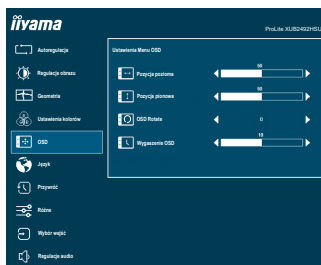 iiyama
ProLite XUB2492HSU
Autoregulacja
Regulacja obrazu
Geometria
Ustawienia kolorów
OSD
Język
Przywróć
Różne
Wybór wejść
Regulacje audio
Ustawienia Menu OSD
Pozycja pozioma
50
Pozycja pionowa
50
OSD Rotate
0
Wygaszenie OSD
10